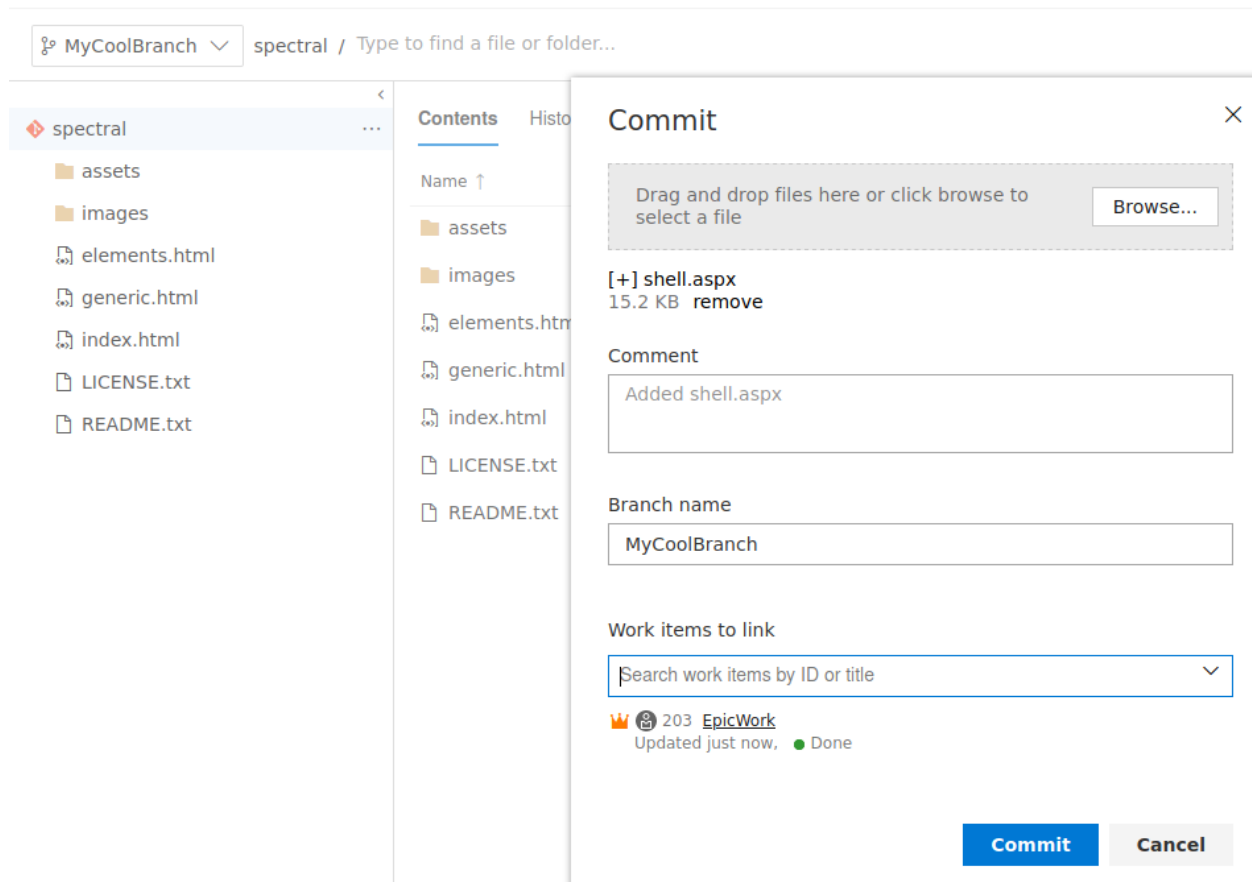 MyCoolBranch spectral / Type to find a file or folder...
spectral ...
assets
images
elements.html
generic.html
index.html
LICENSE.txt
README.txt
Contents Histo
Name ↑
assets
images
elements.htm
generic.html
index.html
LICENSE.txt
README.txt
Commit
Drag and drop files here or click browse to
select a file
Browse...
[+] shell.aspx
15.2 KB remove
Comment
Added shell.aspx
Branch name
MyCoolBranch
Work items to link
Search work items by ID or title
203 EpicWork
Updated just now, Done
Commit Cancel